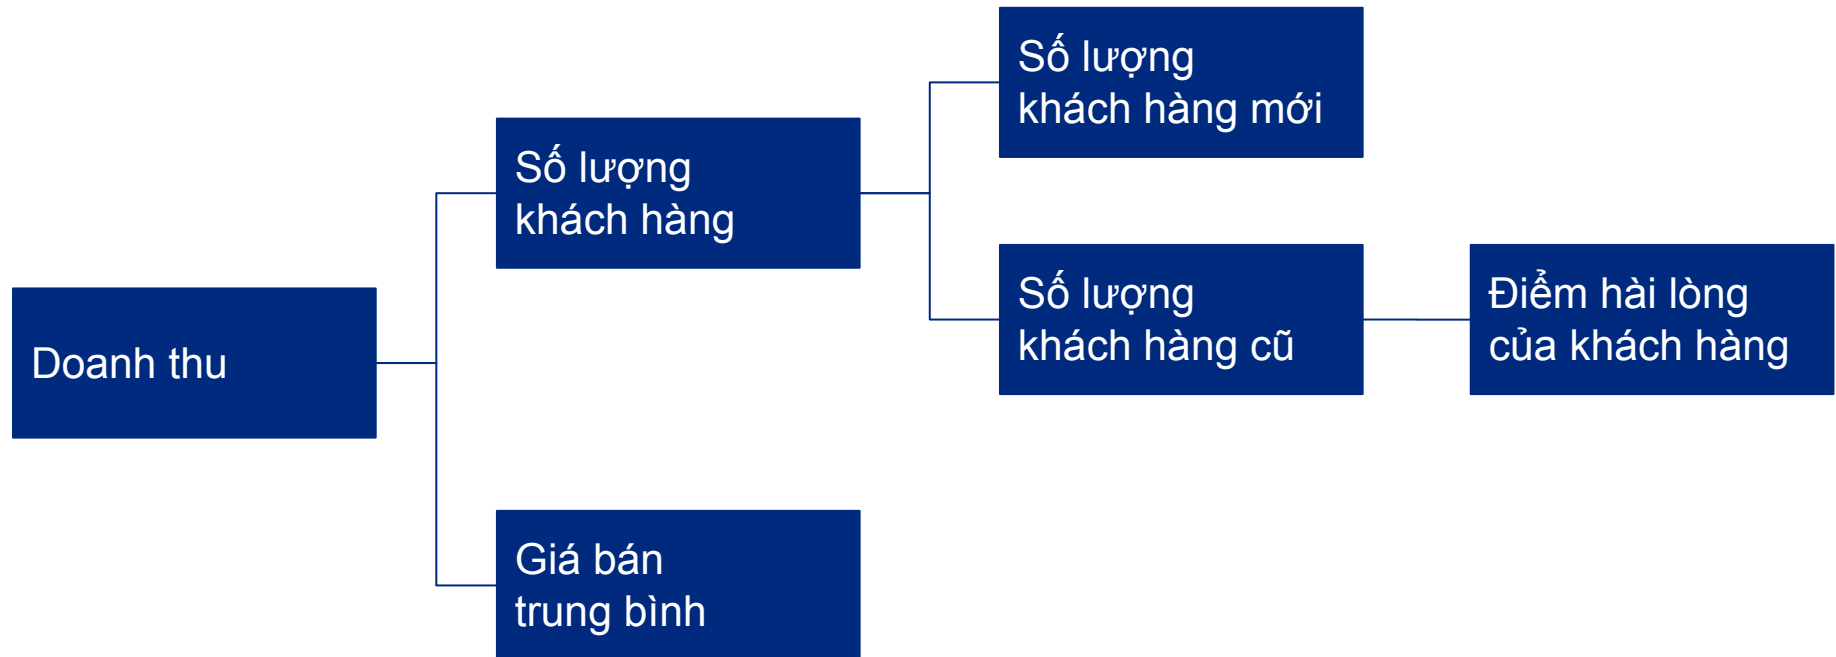 Số lượng
khách hàng mới
Số lượng
khách hàng
Số lượng
khách hàng cũ
Điểm hài lòng
của khách hàng
Doanh thu
Giá bán
trung bình